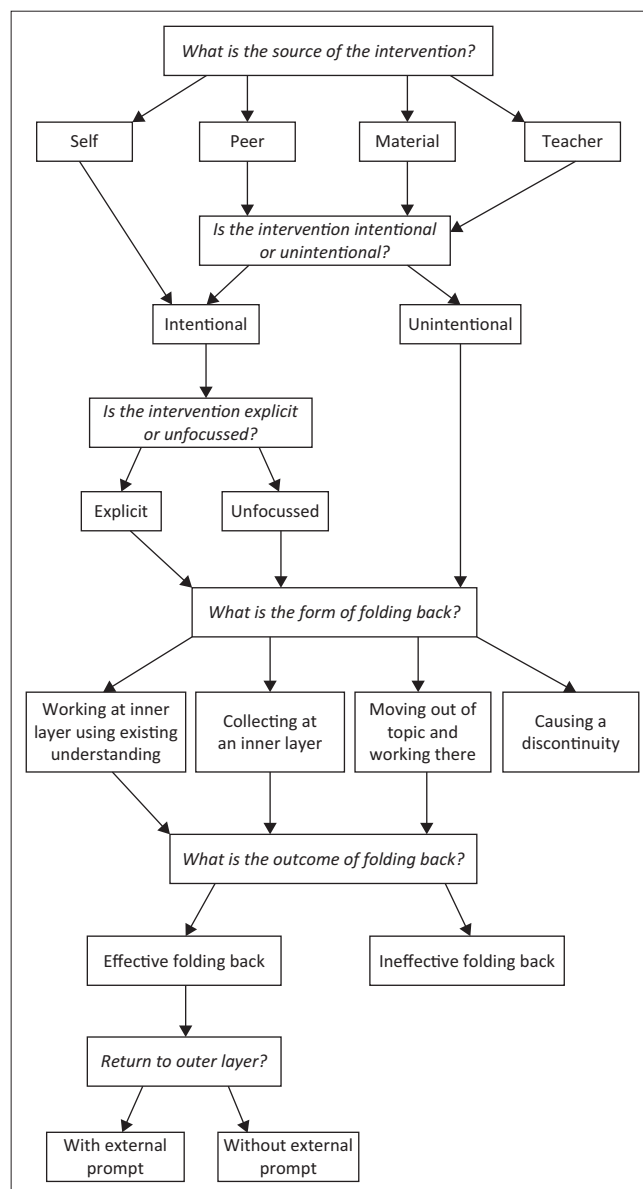 What is the source of the intervention?
Self
Peer
Material
Teacher
Is the intervention intentional
or unintentional?
Intentional
Unintentional
Is the intervention explicit
or unfocussed?
Explicit
Unfocussed
What is the form of folding back?
Working at inner
layer using existing
understanding
Collecting at
an inner layer
Moving out of
topic and
working there
Causing a
discontinuity
What is the outcome of folding back?
Effective folding back
Ineffective folding back
Return to outer layer?
With external
prompt
Without external
prompt